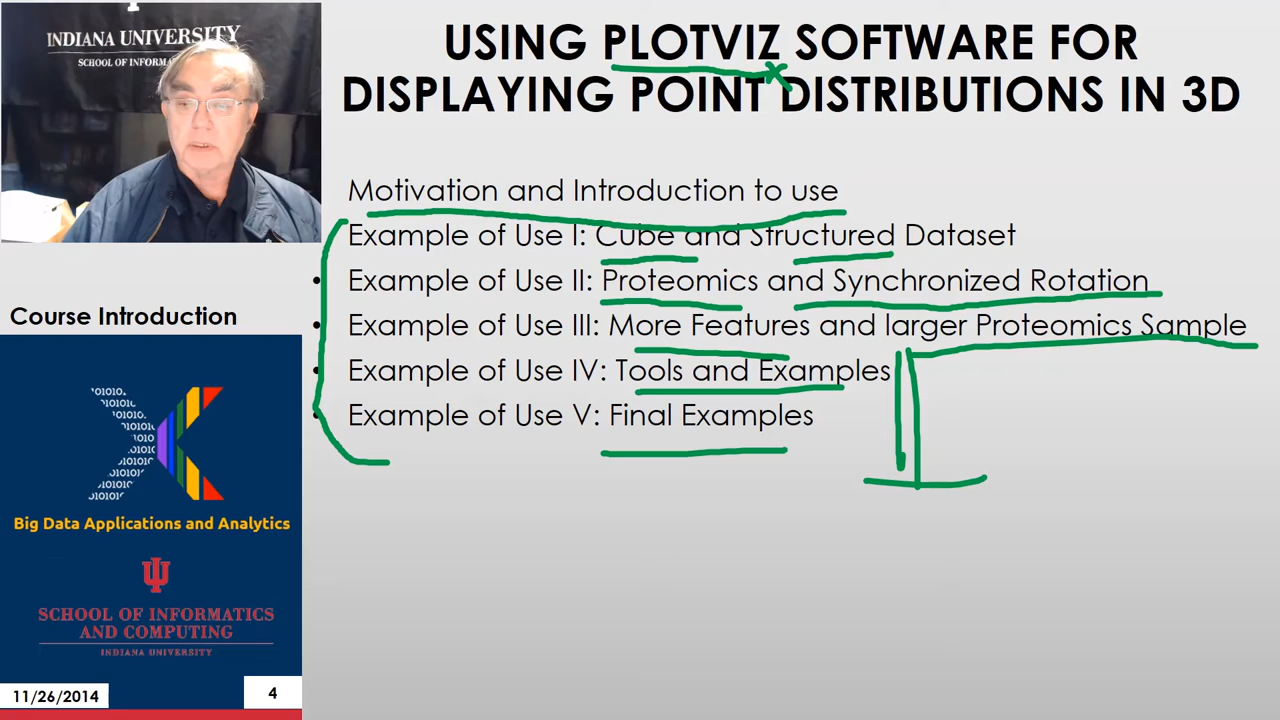 INDIANA UNIVERSITY
SCHOOL OF INFORMA
USING PLOTVIZ SOFTWARE FOR
DISPLAYING POINT DISTRIBUTIONS IN 3D
Motivation and Introduction to use
Example of Use I: Cube and Structured Dataset
• Example of Use II: Proteomics and Synchronized Rotation
• Example of Use III: More Features and larger Proteomics Sample
• Example of Use IV: Tools and Examples
• Example of Use V: Final Examples
Course Introduction
Big Data Applications and Analytics
SCHOOL OF INFORMATICS
AND COMPUTING
INDIANA UNIVERSITY
11/26/2014
4